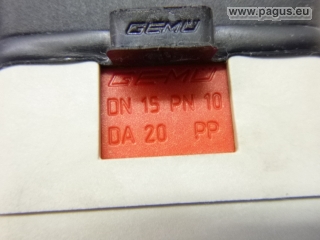 www.pagus.eu
GEMU
GEMU
DN 15 PN 10
DA 20 PP